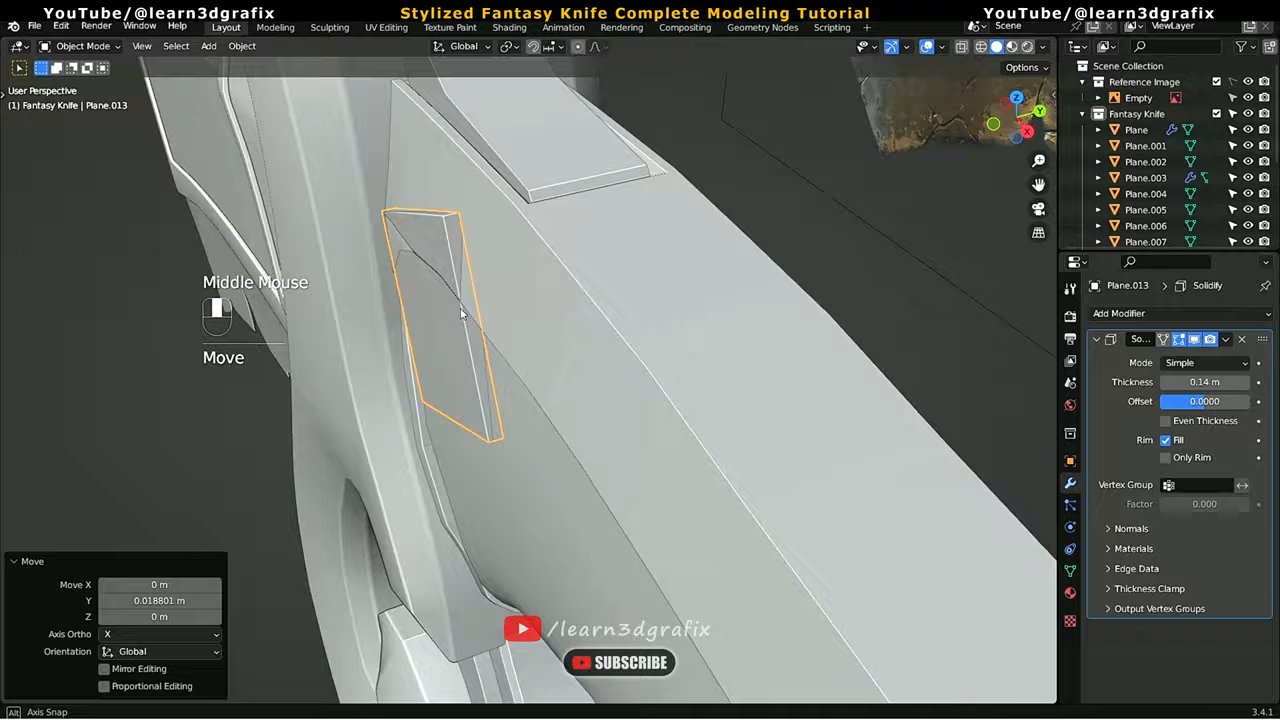 YouTube/@learn3dgrafix Stylized Fantasy Knife Complete Modeling Tutorial YouTube/@learn3dgrafix
File Edit Render Window Help Layout Modeling Sculpting UV Editing Texture Paint Shading Animation Rendering Compositing Geometry Nodes Scripting + Scene ViewLayer
Object Mode View Select Add Object Global
Options
User Perspective
(1) Fantasy Knife | Plane.013
Z
Y
X
Scene Collection
Reference Image
Empty
Fantasy Knife
Plane
Plane.001
Plane.002
Plane.003
Plane.004
Plane.005
Plane.006
Plane.007
Plane.013 > Solidify
Add Modifier
So...
Mode Simple
Thickness 0.14 m
Offset 0.0000
Even Thickness
Rim Fill
Only Rim
Vertex Group
Factor 0.000
Normals
Materials
Edge Data
Thickness Clamp
Output Vertex Groups
Middle Mouse
Move
Move
Move X 0 m
Y 0.018801 m
Z 0 m
Axis Ortho X
Orientation Global
Mirror Editing
Proportional Editing
/learn3dgrafix
SUBSCRIBE
Alt Axis Snap 3.4.1